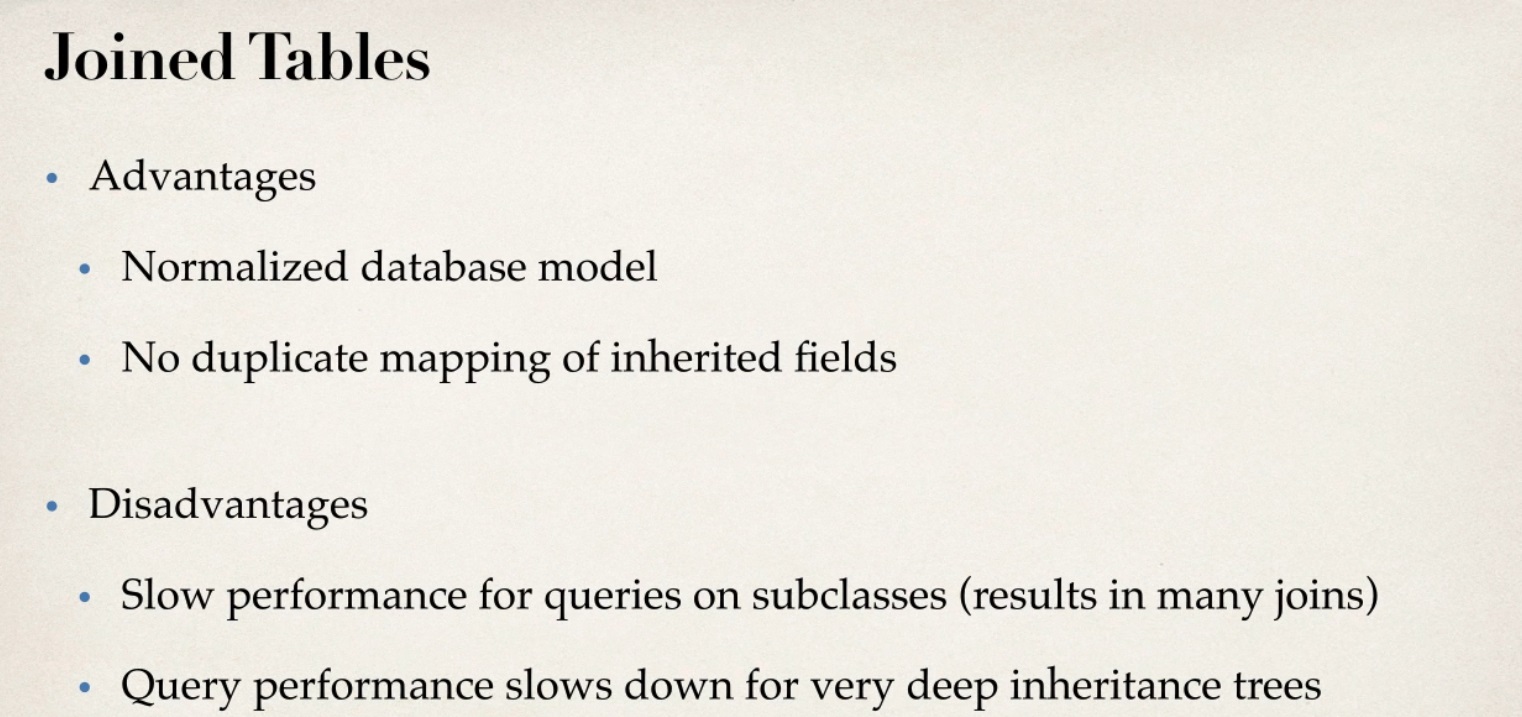 Joined Tables
• Advantages
• Normalized database model
• No duplicate mapping of inherited fields
• Disadvantages
• Slow performance for queries on subclasses (results in many joins)
• Query performance slows down for very deep inheritance trees